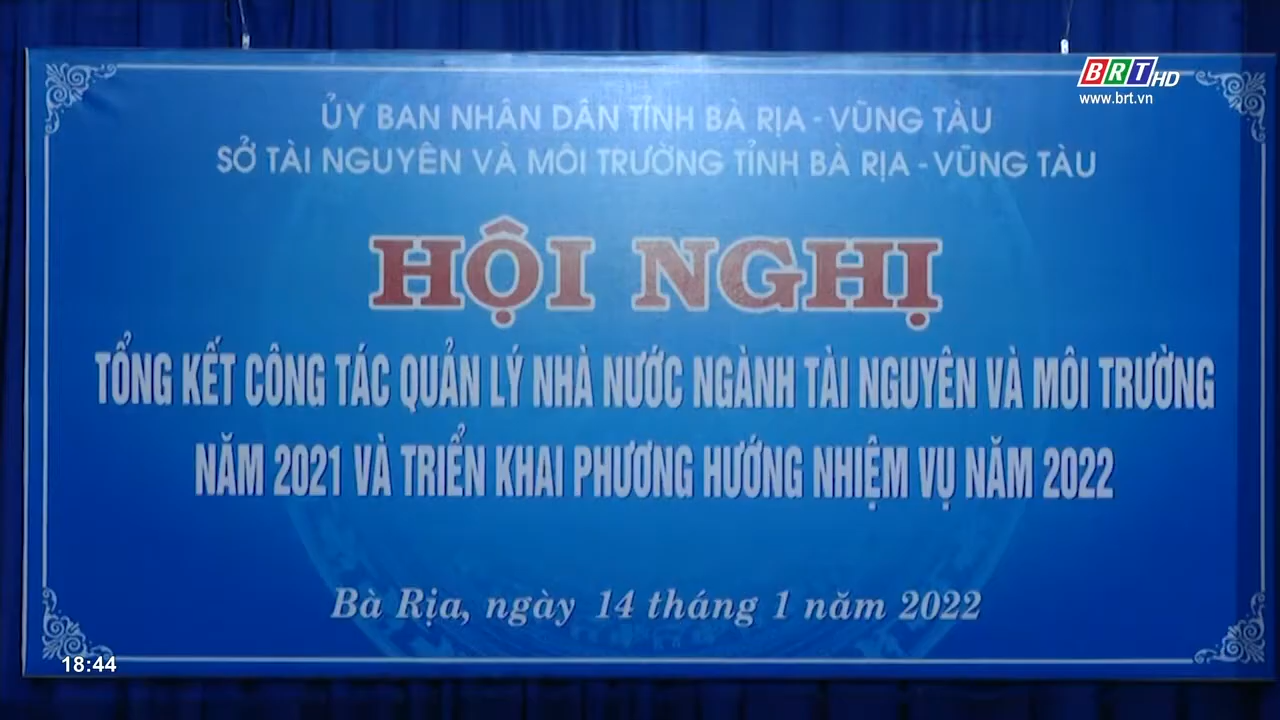 BRT HD
www.brt.vn
ỦY BAN NHÂN DÂN TỈNH BÀ RỊA - VŨNG TÀU
SỞ TÀI NGUYÊN VÀ MÔI TRƯỜNG TỈNH BÀ RỊA - VŨNG TÀU
HỘI NGHỊ
TỔNG KẾT CÔNG TÁC QUẢN LÝ NHÀ NƯỚC NGÀNH TÀI NGUYÊN VÀ MÔI TRƯỜNG
NĂM 2021 VÀ TRIỂN KHAI PHƯƠNG HƯỚNG NHIỆM VỤ NĂM 2022
Bà Rịa, ngày 14 tháng 1 năm 2022
18:44